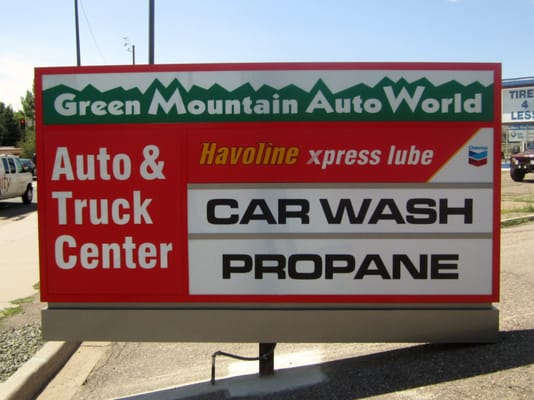 Green Mountain Auto World
Auto &
Truck
Center
Havoline xpress lube
Chevron
CAR WASH
PROPANE
TIRE
4
LESS